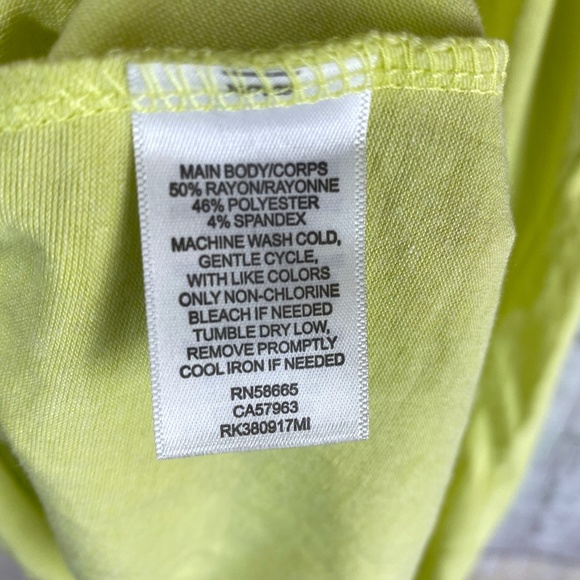 MAIN BODY/CORPS
50% RAYON/RAYONNE
46% POLYESTER
4% SPANDEX
MACHINE WASH COLD,
GENTLE CYCLE,
WITH LIKE COLORS
ONLY NON-CHLORINE
BLEACH IF NEEDED
TUMBLE DRY LOW,
REMOVE PROMPTLY
COOL IRON IF NEEDED
RN58665
CA57963
RK380917MI